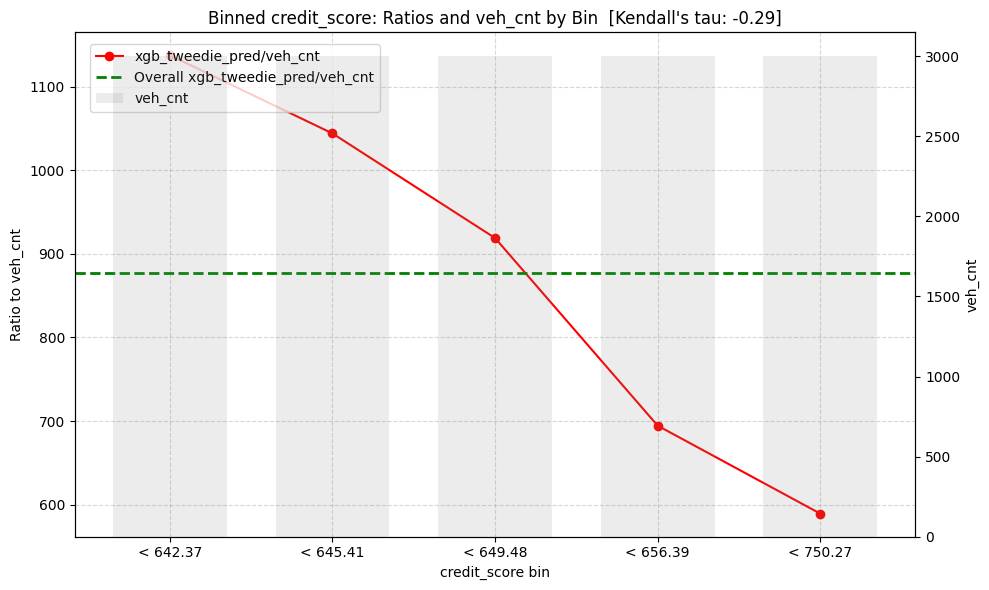 Binned credit_score: Ratios and veh_cnt by Bin  [Kendall's tau: -0.29]
xgb_tweedie_pred/veh_cnt
Overall xgb_tweedie_pred/veh_cnt
veh_cnt
Ratio to veh_cnt
1100
1000
900
800
700
600
3000
2500
2000
1500
1000
500
0
veh_cnt
< 642.37
< 645.41
< 649.48
< 656.39
< 750.27
credit_score bin